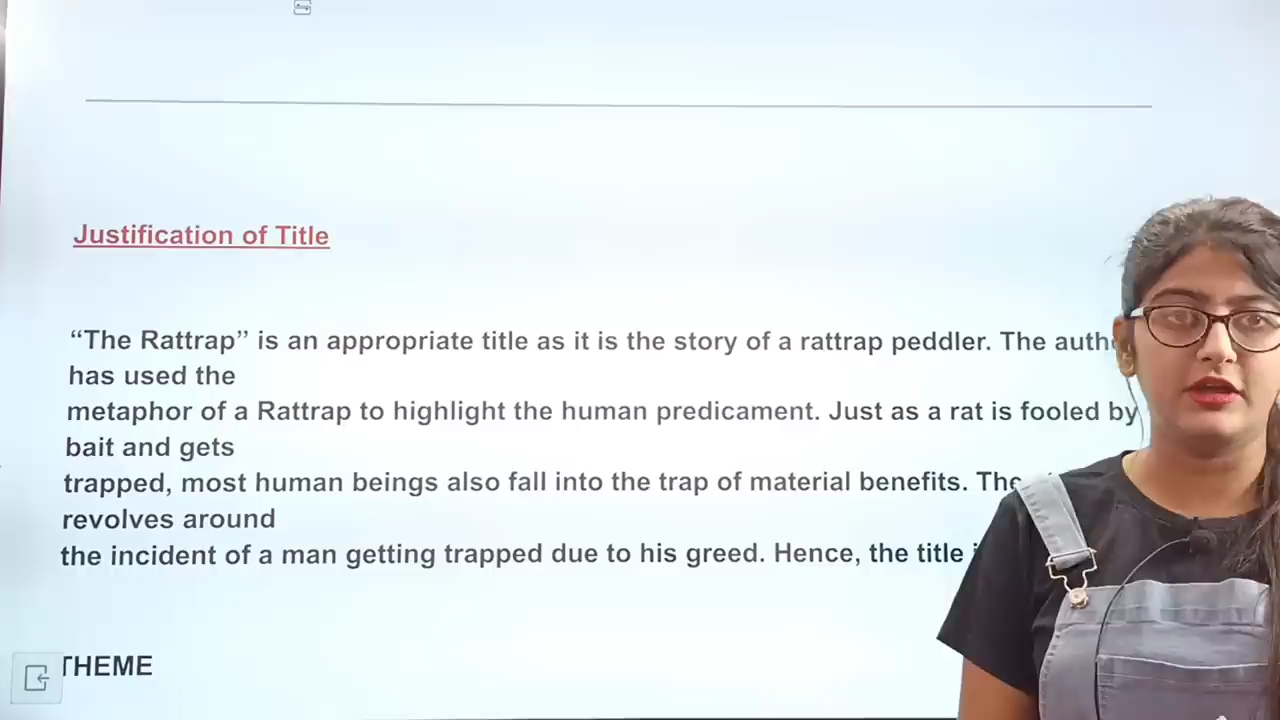 Justification of Title
“The Rattrap” is an appropriate title as it is the story of a rattrap peddler. The
has used the
metaphor of a Rattrap to highlight the human predicament. Just as a rat is fooled by
bait and gets
trapped, most human beings also fall into the trap of material benefits. The
revolves around
the incident of a man getting trapped due to his greed. Hence, the title
THEME